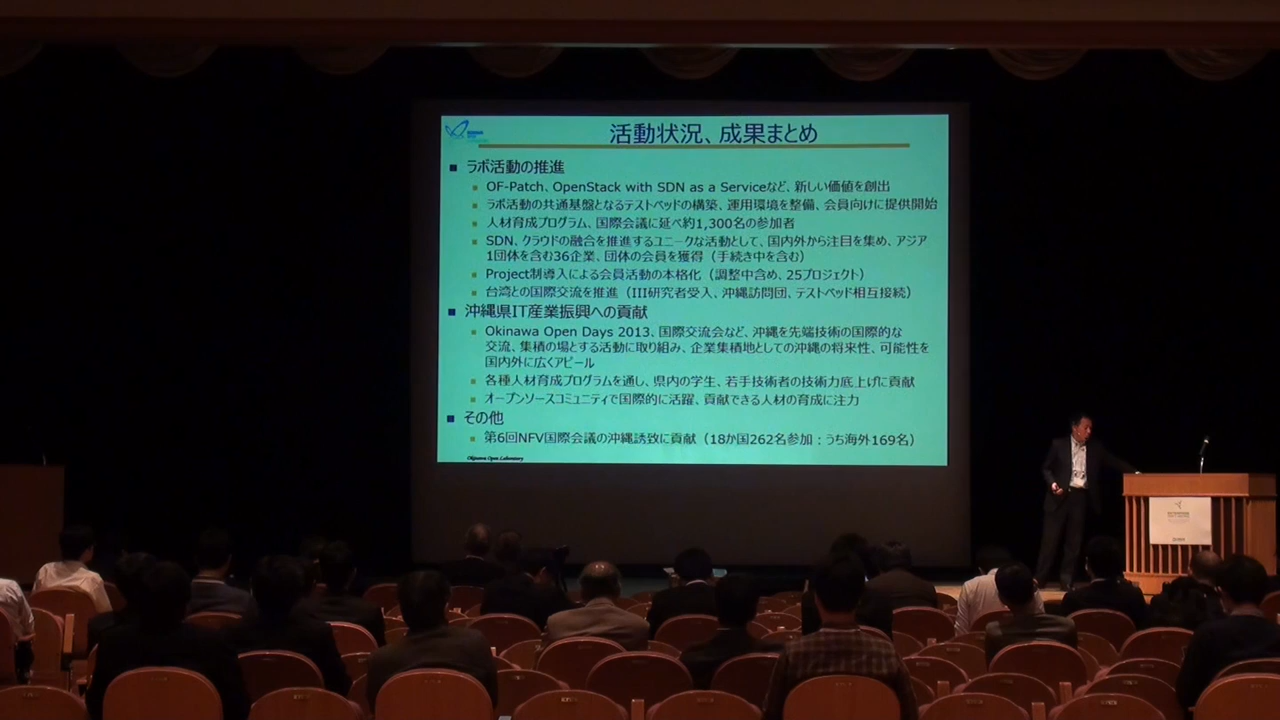 活動状況、成果まとめ
■ ラボ活動の推進
■ OF-Patch、OpenStack with SDN as a Serviceなど、新しい価値を創出
■ ラボ活動の共通基盤となるテストベッドの構築、運用環境を整備、会員向けに提供開始
■ 人材育成プログラム、国際会議に延べ約1,300名の参加者
■ SDN、クラウドの融合を推進するユニークな活動として、国内外から注目を集め、アジア
1団体を含む36企業、団体の会員を獲得（手続き中を含む）
■ Project制導入による会員活動の本格化（調整中含め、25プロジェクト）
■ 台湾との国際交流を推進（III研究者受入、沖縄訪問団、テストベッド相互接続）
■ 沖縄県IT産業振興への貢献
■ Okinawa Open Days 2013、国際交流会など、沖縄を先端技術の国際的な
交流、集積の場とする活動に取り組み、企業集積地としての沖縄の将来性、可能性を
国内外に広くアピール
■ 各種人材育成プログラムを通し、県内の学生、若手技術者の技術力底上げに貢献
■ オープンソースコミュニティで国際的に活躍、貢献できる人材の育成に注力
■ その他
■ 第6回NFV国際会議の沖縄誘致に貢献（18か国262名参加：うち海外169名）
Okinawa Open Laboratory